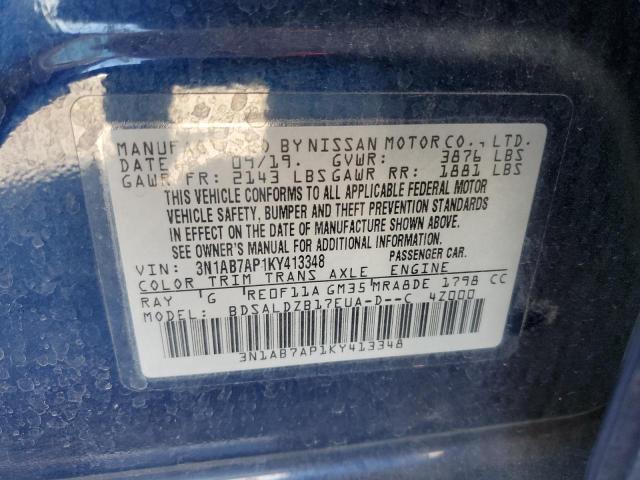 MANUFACTURED BY NISSAN MOTOR CO., LTD.
DATE 09/19. GVWR: 3876 LBS
GAWR FR: 2143 LBS GAWR RR: 1881 LBS
THIS VEHICLE CONFORMS TO ALL APPLICABLE FEDERAL MOTOR
VEHICLE SAFETY, BUMPER AND THEFT PREVENTION STANDARDS
IN EFFECT ON THE DATE OF MANUFACTURE SHOWN ABOVE.
SEE OWNER'S MANUAL FOR ADDITIONAL INFORMATION.
VIN: 3N1AB7AP1KY413348 PASSENGER CAR.
COLOR TRIM TRANS AXLE ENGINE
RAY G RE0F11A GM35 MRA8DE 1798 CC
MODEL: BDSALDZB17EUA-D--C 4Z000
3N1AB7AP1KY413348